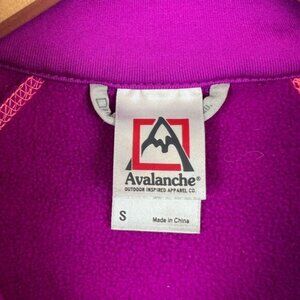 Avalanche®
OUTDOOR INSPIRED APPAREL CO.
S
Made in China